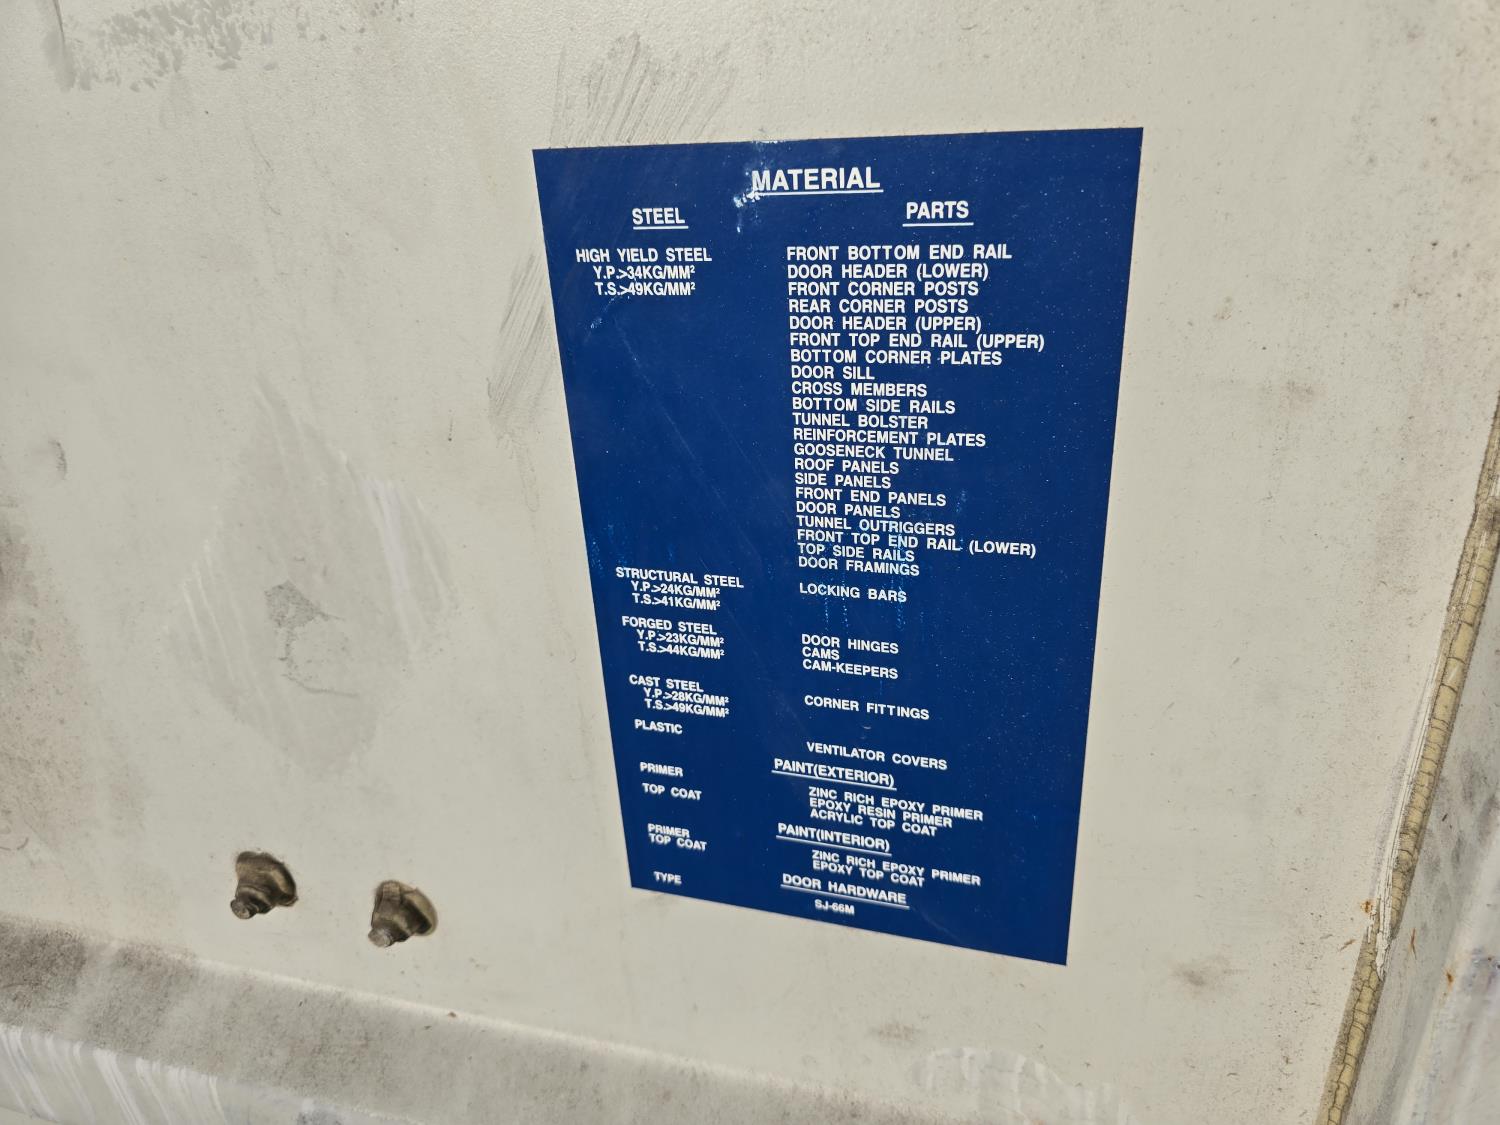 MATERIAL
STEEL PARTS
HIGH YIELD STEEL FRONT BOTTOM END RAIL
Y.P.>34KG/MM² DOOR HEADER (LOWER)
T.S.>49KG/MM² FRONT CORNER POSTS
REAR CORNER POSTS
DOOR HEADER (UPPER)
FRONT TOP END RAIL (UPPER)
BOTTOM CORNER PLATES
DOOR SILL
CROSS MEMBERS
BOTTOM SIDE RAILS
TUNNEL BOLSTER
REINFORCEMENT PLATES
GOOSENECK TUNNEL
ROOF PANELS
SIDE PANELS
FRONT END PANELS
DOOR PANELS
TUNNEL OUTRIGGERS
FRONT TOP END RAIL (LOWER)
TOP SIDE RAILS
DOOR FRAMINGS
STRUCTURAL STEEL LOCKING BARS
Y.P.>24KG/MM²
T.S.>41KG/MM²
FORGED STEEL DOOR HINGES
Y.P.>23KG/MM² CAMS
T.S.>44KG/MM² CAM-KEEPERS
CAST STEEL CORNER FITTINGS
Y.P.>28KG/MM²
T.S.>49KG/MM²
PLASTIC VENTILATOR COVERS
PAINT(EXTERIOR)
PRIMER ZINC RICH EPOXY PRIMER
EPOXY RESIN PRIMER
TOP COAT ACRYLIC TOP COAT
PAINT(INTERIOR)
PRIMER ZINC RICH EPOXY PRIMER
TOP COAT EPOXY TOP COAT
DOOR HARDWARE
TYPE SJ-66M